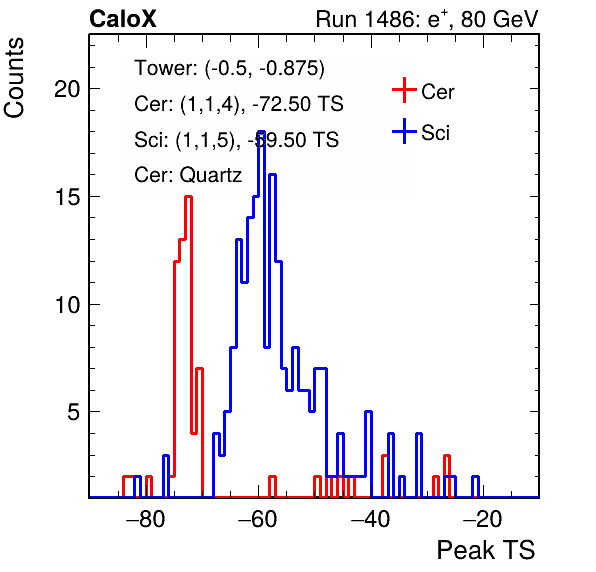 CaloX Run 1486: e⁺, 80 GeV
Counts
Tower: (-0.5, -0.875)
Cer: (1,1,4), -72.50 TS
Sci: (1,1,5), -59.50 TS
Cer: Quartz
Cer
Sci
20
15
10
5
−80 −60 −40 −20
Peak TS